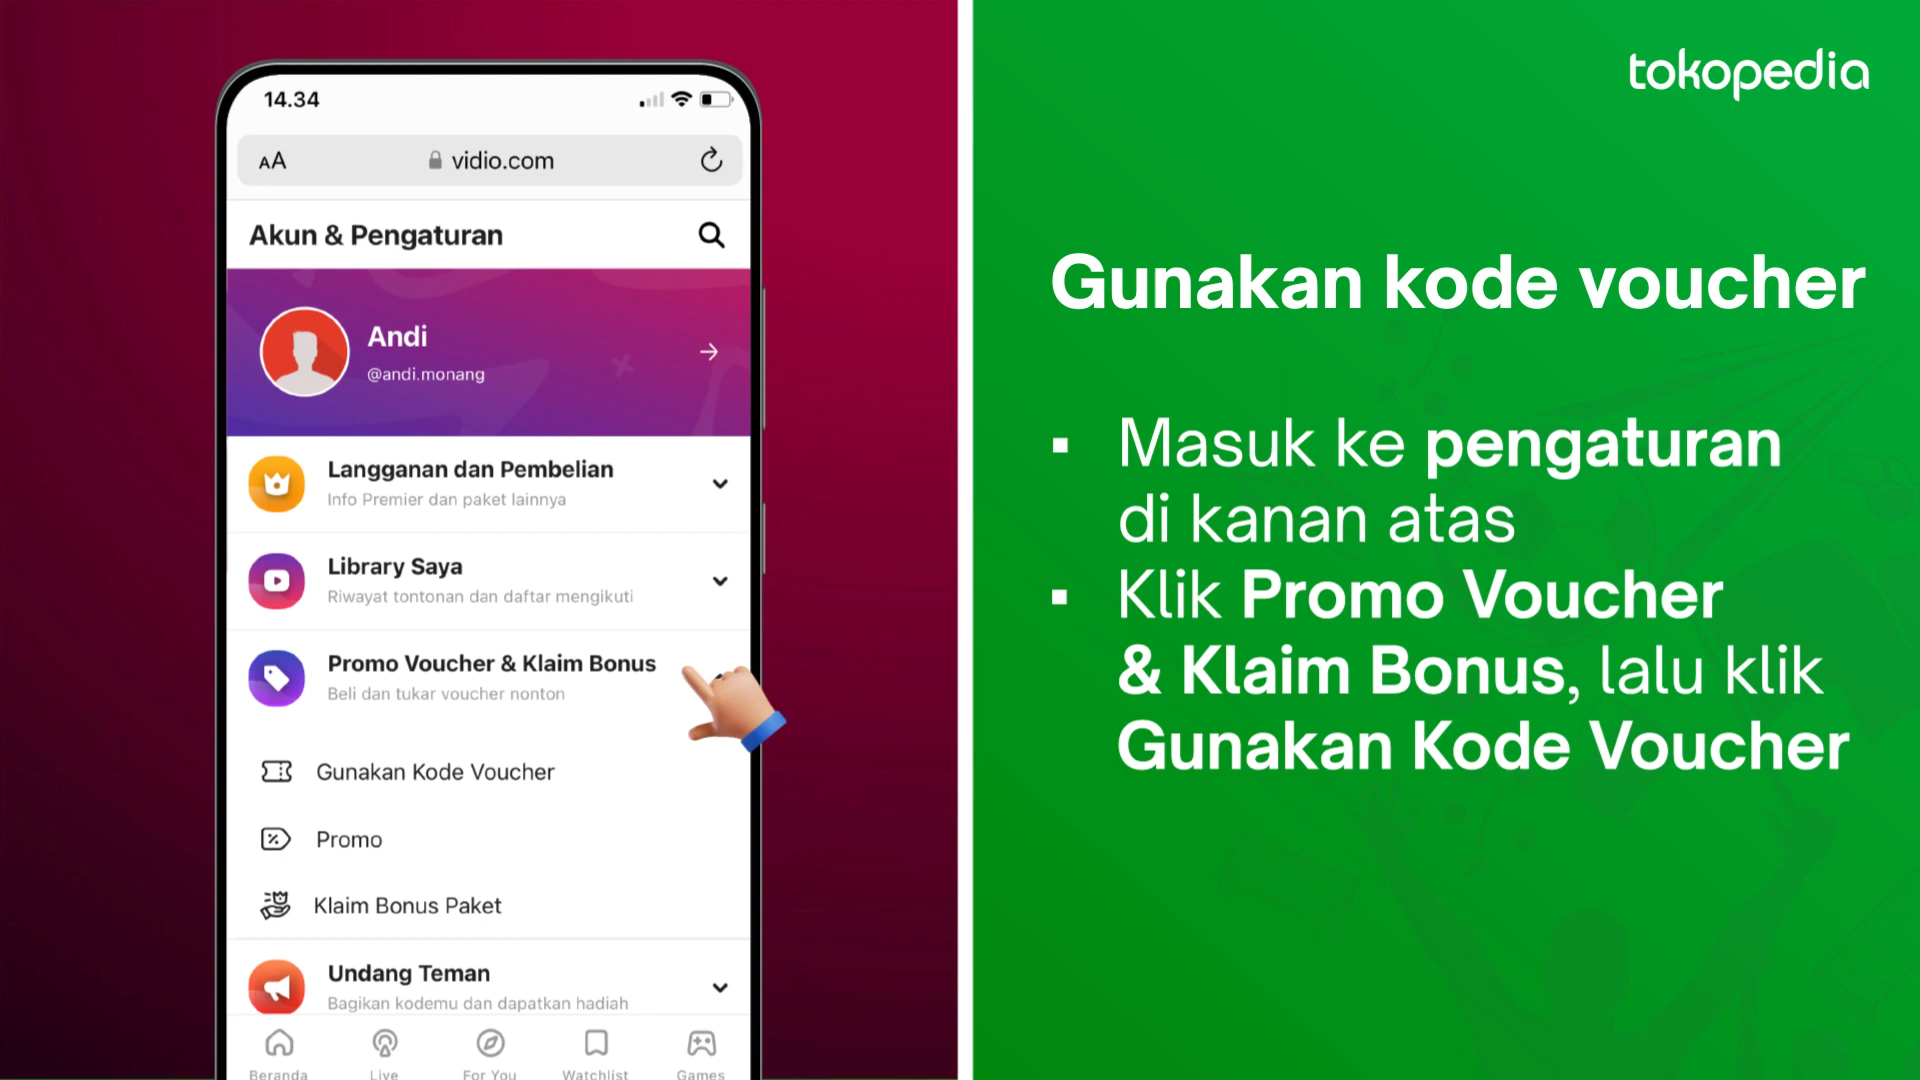 14.34
AA
vidio.com
Akun & Pengaturan
Andi
@andi.monang
Langganan dan Pembelian
Info Premier dan paket lainnya
Library Saya
Riwayat tontonan dan daftar mengikuti
Promo Voucher & Klaim Bonus
Beli dan tukar voucher nonton
Gunakan Kode Voucher
Promo
Klaim Bonus Paket
Undang Teman
Bagikan kodemu dan dapatkan hadiah
Beranda Live For You Watchlist Games
tokopedia
Gunakan kode voucher
▪ Masuk ke pengaturan
di kanan atas
▪ Klik Promo Voucher
& Klaim Bonus, lalu klik
Gunakan Kode Voucher